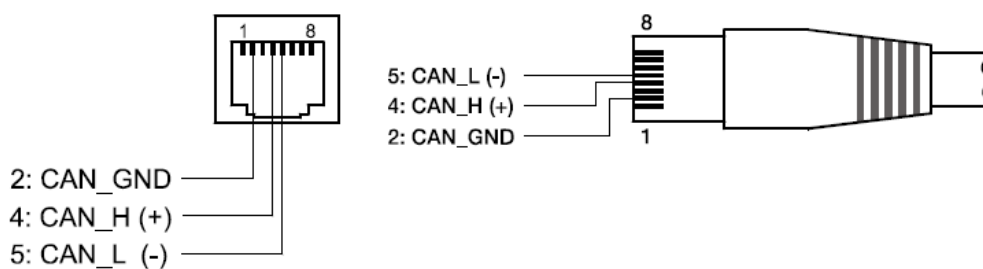 1 8
2: CAN_GND
4: CAN_H (+)
5: CAN_L (-)
8
5: CAN_L (-)
4: CAN_H (+)
2: CAN_GND
1